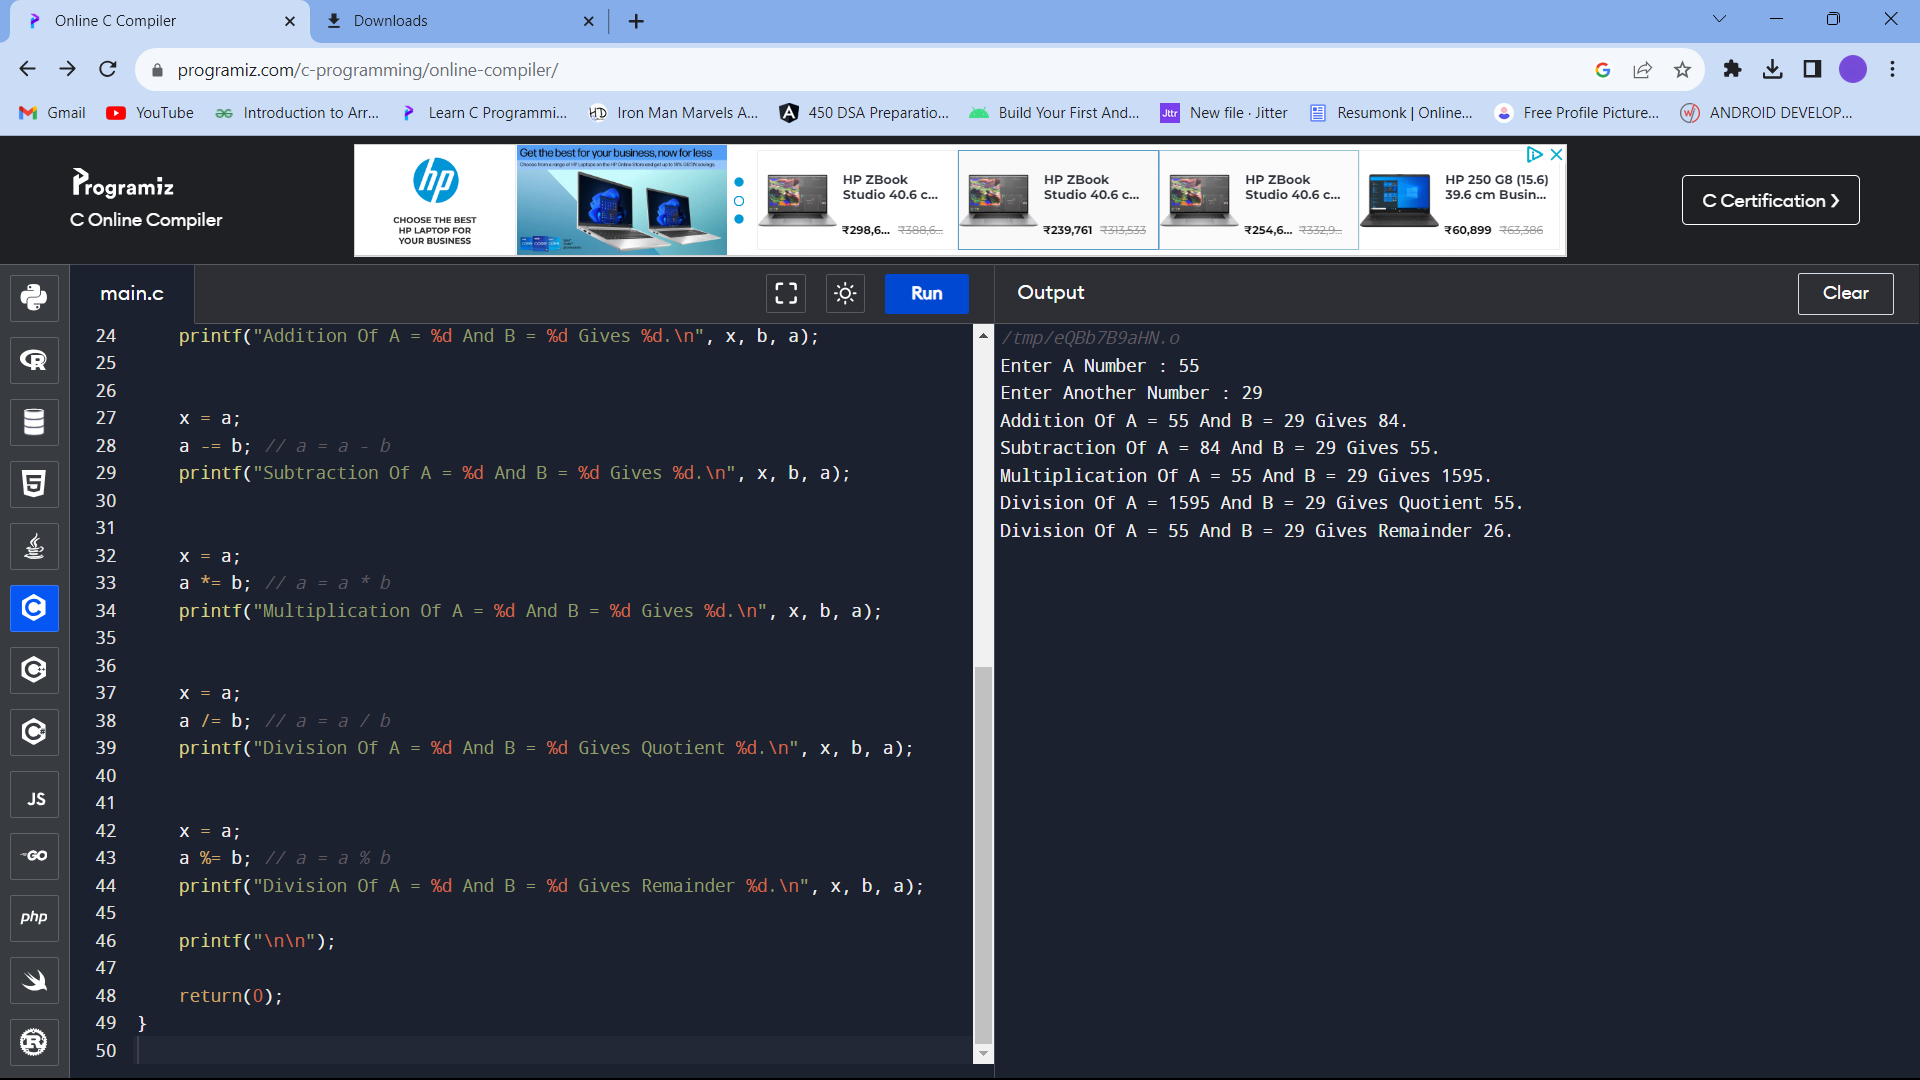 Online C Compiler
Downloads
programiz.com/c-programming/online-compiler/
Gmail
YouTube
Introduction to Arr...
Learn C Programmi...
Iron Man Marvels A...
450 DSA Preparatio...
Build Your First And...
New file · Jitter
Resumonk | Online...
Free Profile Picture...
ANDROID DEVELOP...
Programiz
C Online Compiler
hp
CHOOSE THE BEST
HP LAPTOP FOR
YOUR BUSINESS
Get the best for your business, now for less
HP ZBook
Studio 40.6 c...
₹298,6... ₹388,6...
HP ZBook
Studio 40.6 c...
₹239,761 ₹313,533
HP ZBook
Studio 40.6 c...
₹254,6... ₹332,9...
HP 250 G8 (15.6)
39.6 cm Busin...
₹60,899 ₹63,386
C Certification ❯
main.c
Run
Output
Clear
24 printf("Addition Of A = %d And B = %d Gives %d.\n", x, b, a);
25
26
27 x = a;
28 a -= b; // a = a - b
29 printf("Subtraction Of A = %d And B = %d Gives %d.\n", x, b, a);
30
31
32 x = a;
33 a *= b; // a = a * b
34 printf("Multiplication Of A = %d And B = %d Gives %d.\n", x, b, a);
35
36
37 x = a;
38 a /= b; // a = a / b
39 printf("Division Of A = %d And B = %d Gives Quotient %d.\n", x, b, a);
40
41
42 x = a;
43 a %= b; // a = a % b
44 printf("Division Of A = %d And B = %d Gives Remainder %d.\n", x, b, a);
45
46 printf("\n\n");
47
48 return(0);
49 }
50
/tmp/eQBb7B9aHN.o
Enter A Number : 55
Enter Another Number : 29
Addition Of A = 55 And B = 29 Gives 84.
Subtraction Of A = 84 And B = 29 Gives 55.
Multiplication Of A = 55 And B = 29 Gives 1595.
Division Of A = 1595 And B = 29 Gives Quotient 55.
Division Of A = 55 And B = 29 Gives Remainder 26.
JS
GO
php